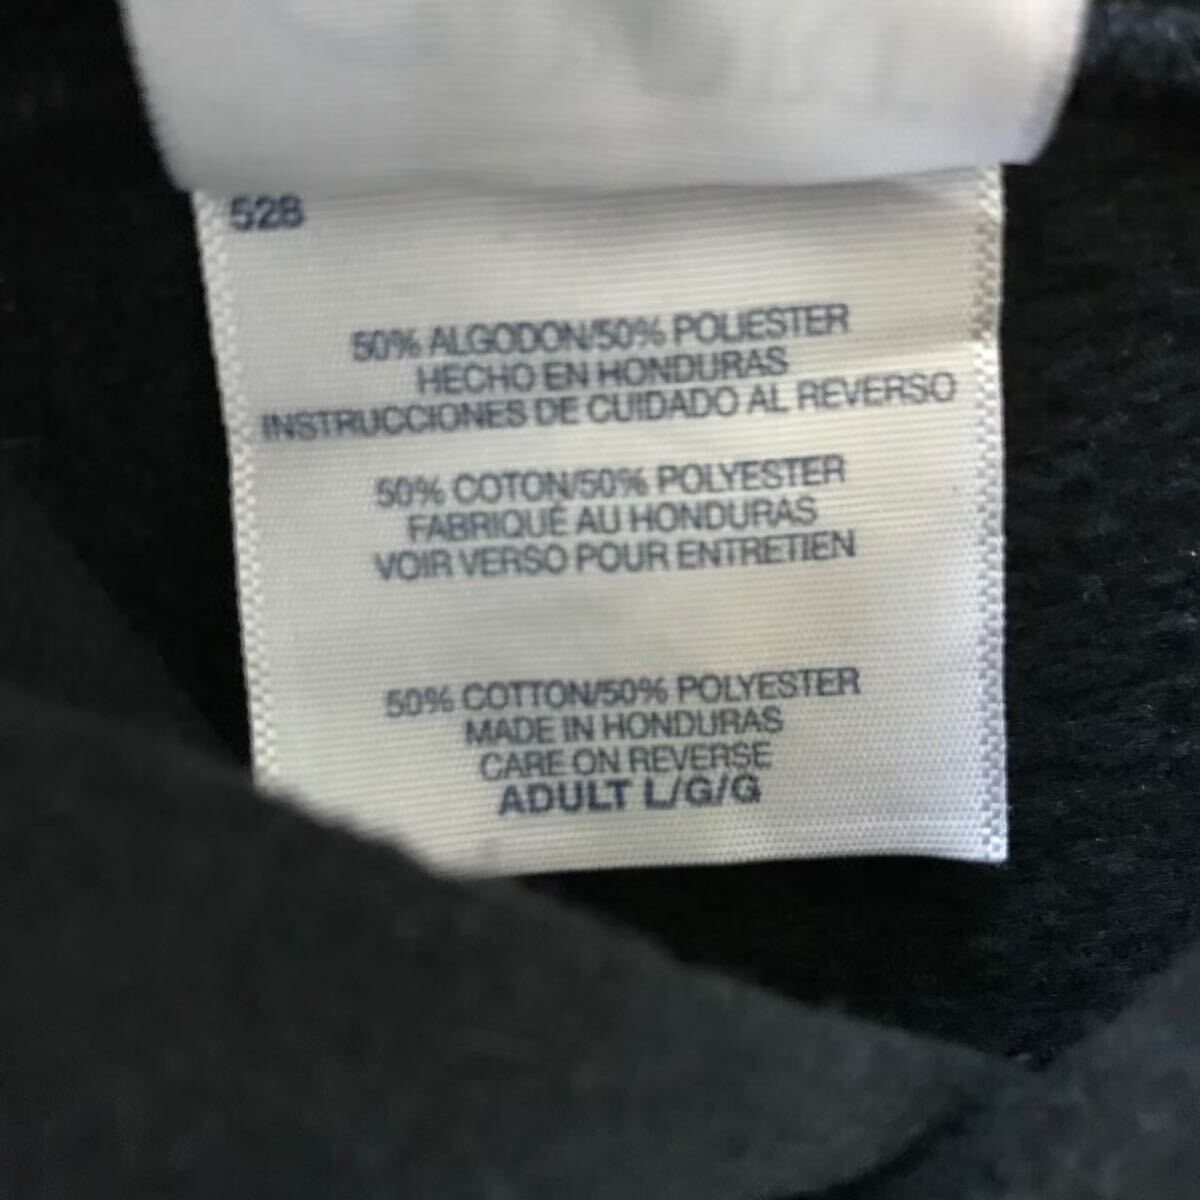 528
50% ALGODON/50% POLIESTER
HECHO EN HONDURAS
INSTRUCCIONES DE CUIDADO AL REVERSO
50% COTON/50% POLYESTER
FABRIQUÉ AU HONDURAS
VOIR VERSO POUR ENTRETIEN
50% COTTON/50% POLYESTER
MADE IN HONDURAS
CARE ON REVERSE
ADULT L/G/G